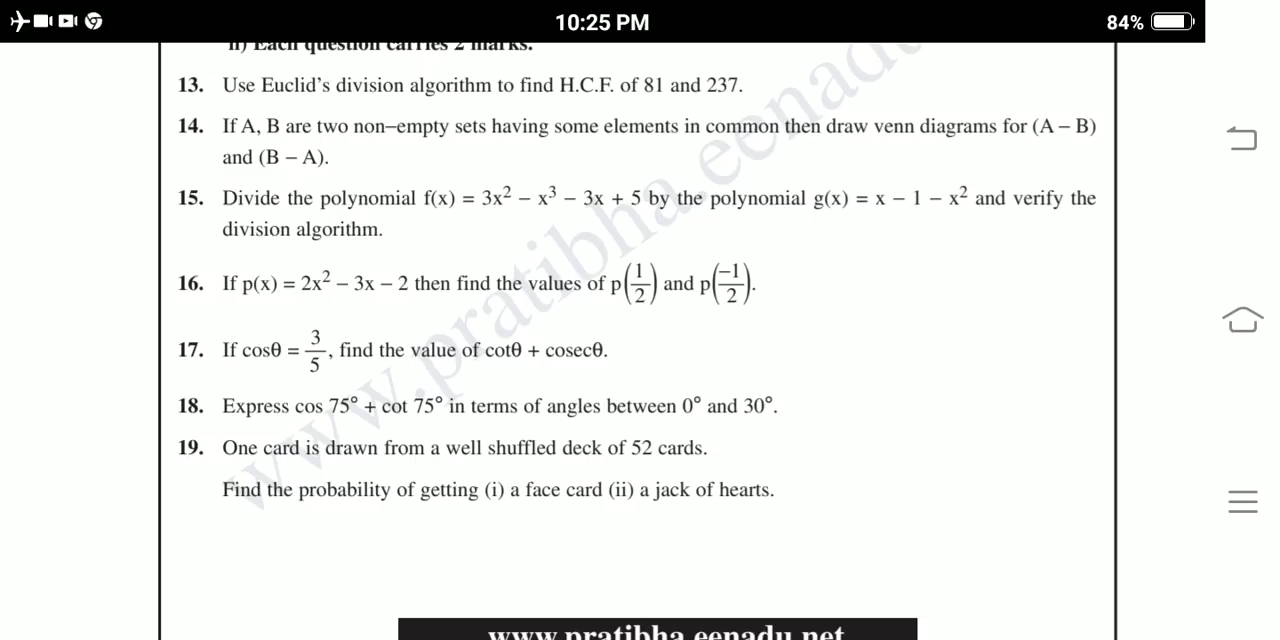 10:25 PM
84%
ii) Each question carries 2 marks.
13. Use Euclid's division algorithm to find H.C.F. of 81 and 237.
14. If A, B are two non–empty sets having some elements in common then draw venn diagrams for (A – B)
and (B – A).
15. Divide the polynomial f(x) = 3x² – x³ – 3x + 5 by the polynomial g(x) = x – 1 – x² and verify the
division algorithm.
16. If p(x) = 2x² – 3x – 2 then find the values of p(1/2) and p(–1/2).
17. If cosθ = 3/5, find the value of cotθ + cosecθ.
18. Express cos 75° + cot 75° in terms of angles between 0° and 30°.
19. One card is drawn from a well shuffled deck of 52 cards.
Find the probability of getting (i) a face card (ii) a jack of hearts.
www.pratibha.eenadu
www.pratibha.eenadu.net